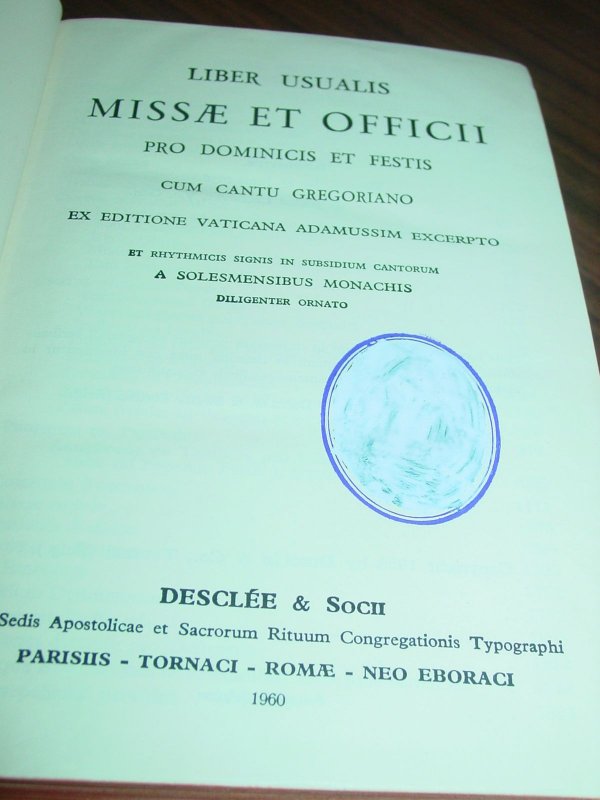 LIBER USUALIS
MISSÆ ET OFFICII
PRO DOMINICIS ET FESTIS
CUM CANTU GREGORIANO
EX EDITIONE VATICANA ADAMUSSIM EXCERPTO
ET RHYTHMICIS SIGNIS IN SUBSIDIUM CANTORUM
A SOLESMENSIBUS MONACHIS
DILIGENTER ORNATO
DESCLÉE & SOCII
Sedis Apostolicae et Sacrorum Rituum Congregationis Typographi
PARISIIS - TORNACI - ROMÆ - NEO EBORACI
1960